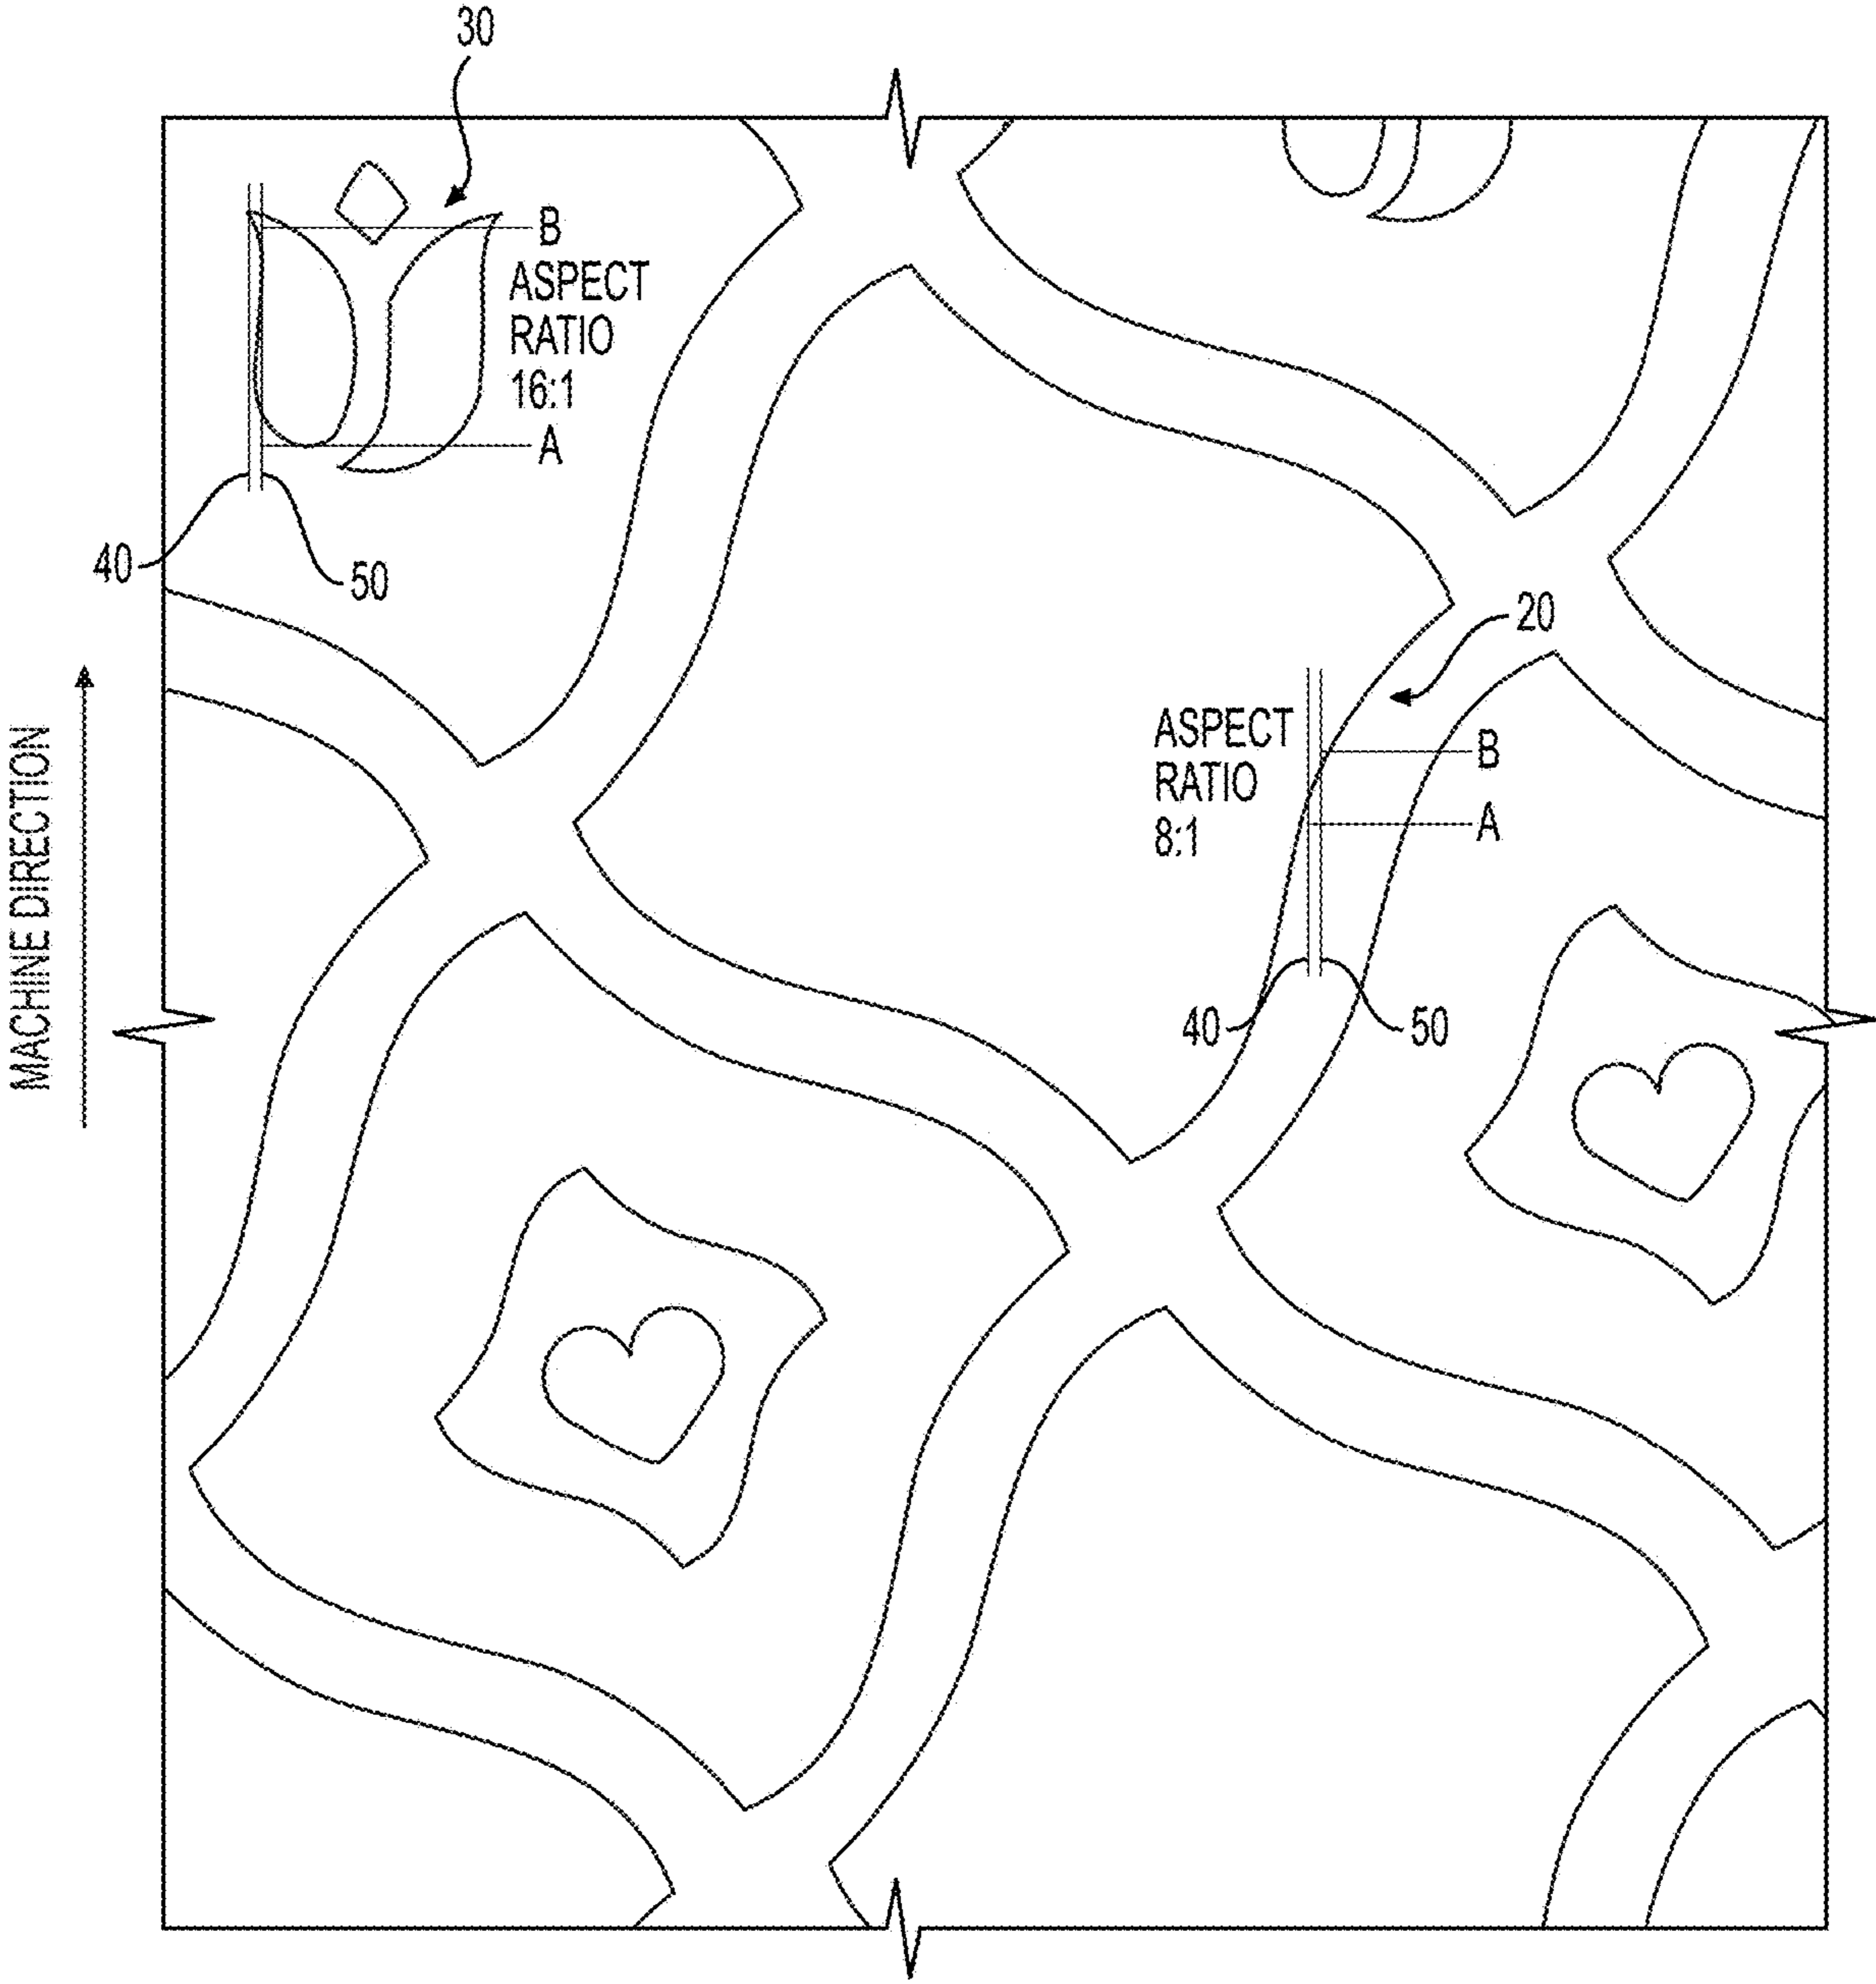 30
B
ASPECT
RATIO
16:1
A
40
50
MACHINE DIRECTION
20
ASPECT
RATIO
8:1
B
A
40
50